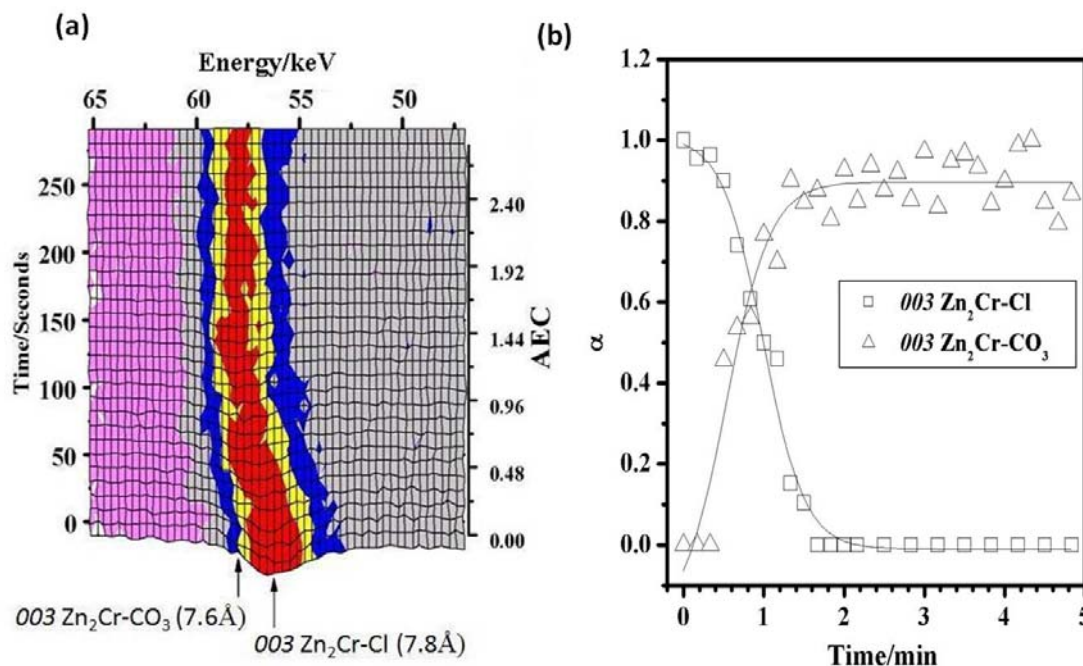 (a)
Energy/keV
65 60 55 50
Time/Seconds
250
200
150
100
50
0
2.40
1.92
1.44
0.96
0.48
0.00
AEC
003 Zn₂Cr-CO₃ (7.6Å)
003 Zn₂Cr-Cl (7.8Å)
(b)
α
1.2
1.0
0.8
0.6
0.4
0.2
0.0
003 Zn₂Cr-Cl
003 Zn₂Cr-CO₃
0 1 2 3 4 5
Time/min